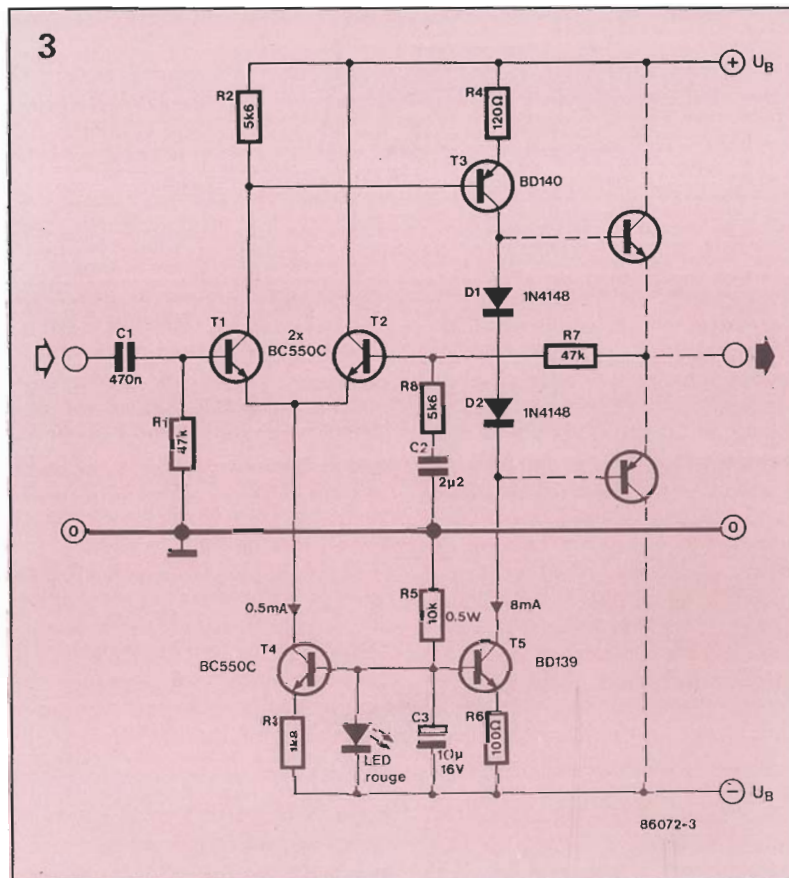 3
+ U_B
R2
5k6
R4
120Ω
T3
BD140
D1
1N4148
C1
470n
T1
2x
BC550C
T2
R7
47k
R1
47k
R8
5k6
D2
1N4148
C2
2µ2
0
0
0.5mA
R5
10k
0.5W
8mA
T4
BC550C
T5
BD139
R3
1k8
LED
rouge
C3
10µ
16V
R6
100Ω
- U_B
86072-3